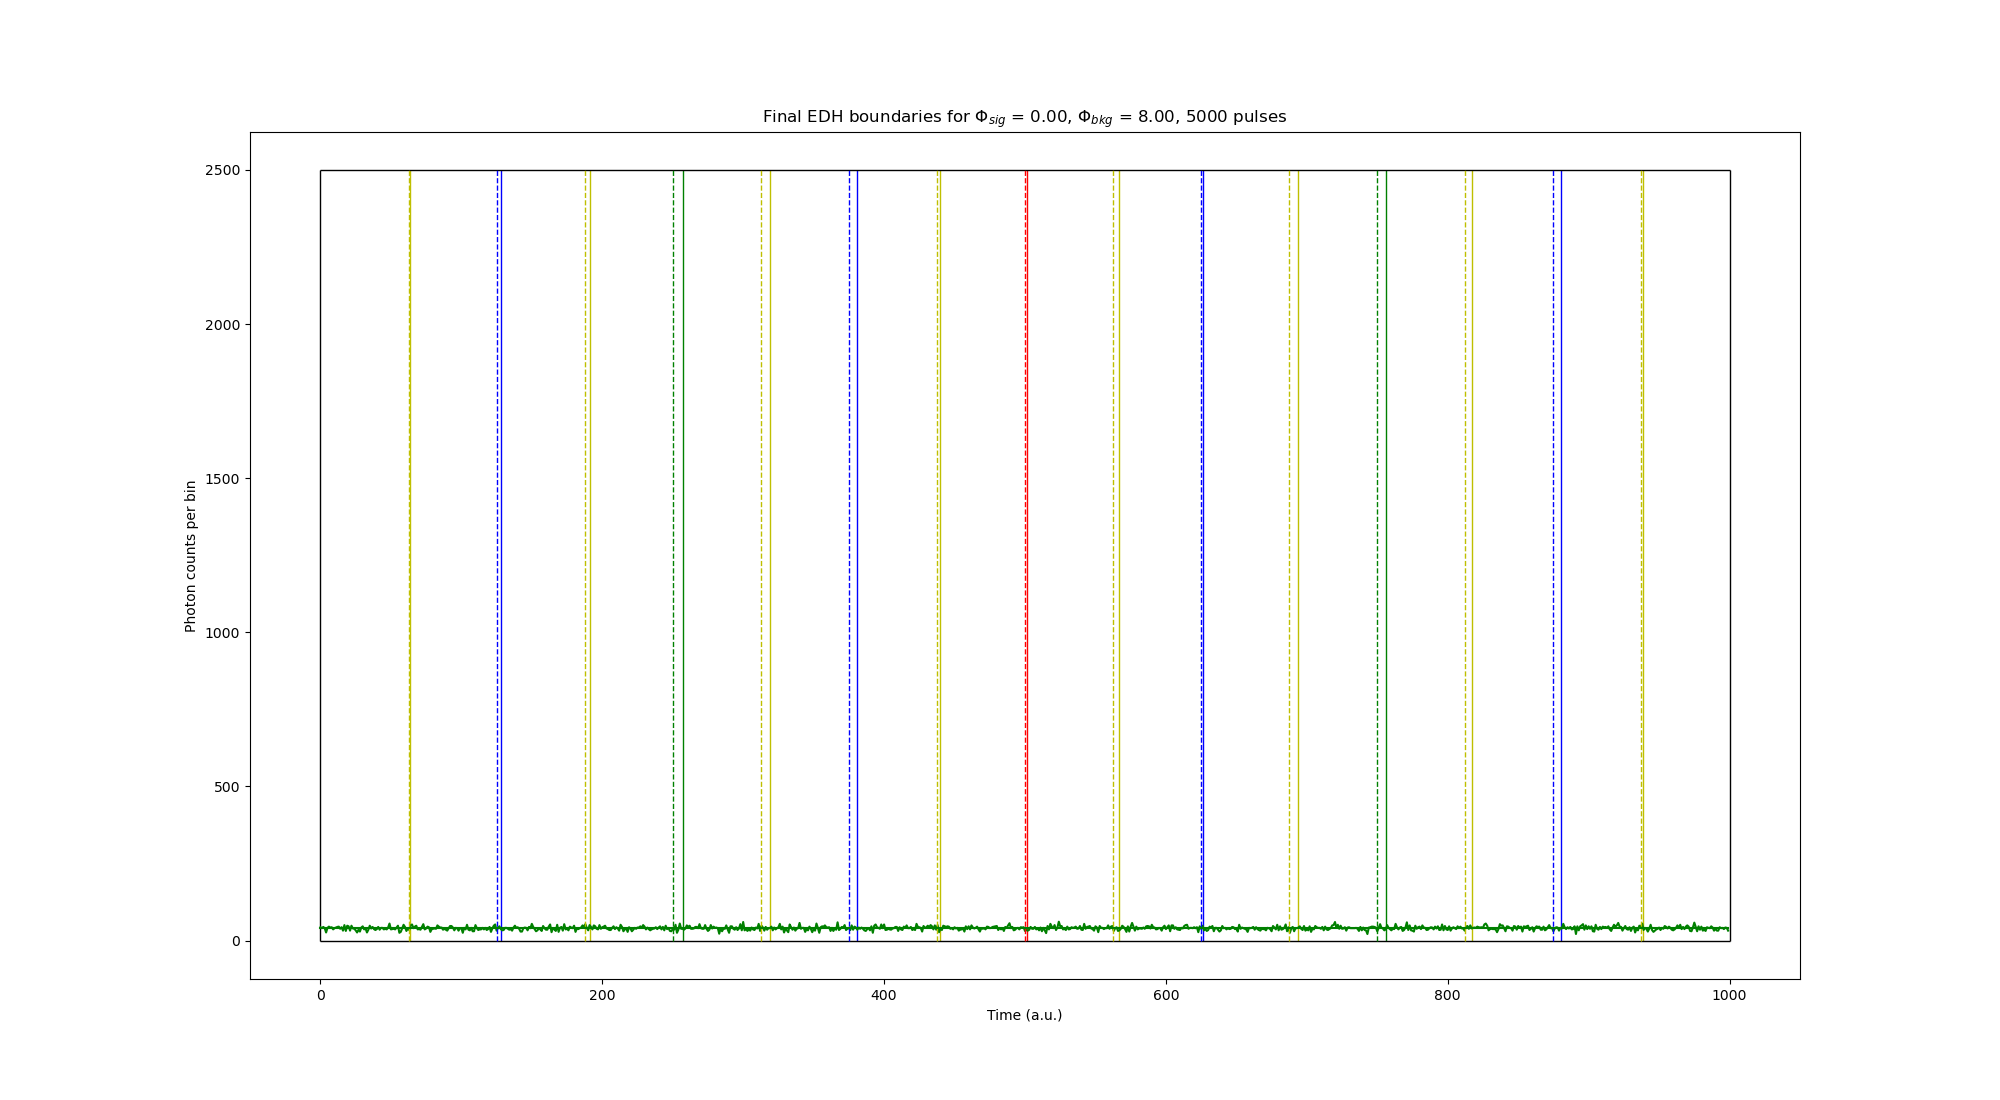 Final EDH boundaries for Φsig = 0.00, Φbkg = 8.00, 5000 pulses
2500
2000
1500
1000
500
0
Photon counts per bin
0 200 400 600 800 1000
Time (a.u.)